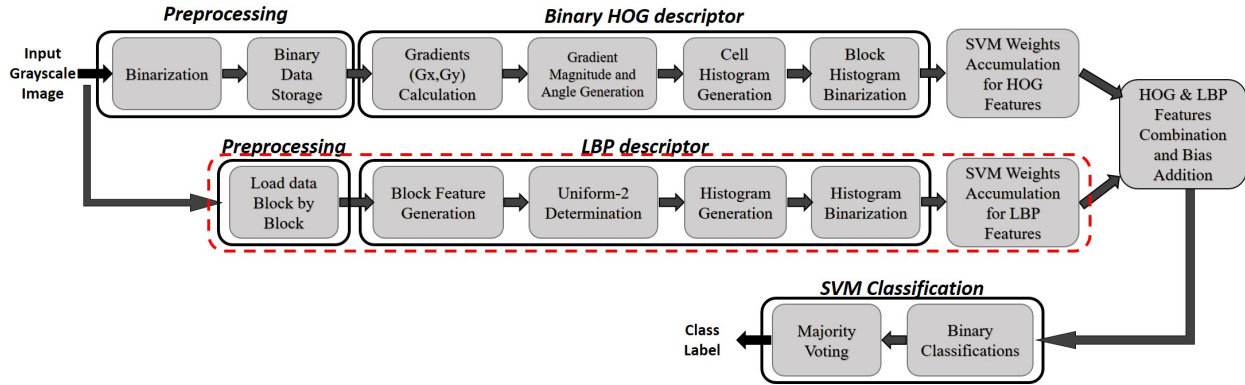 Preprocessing
Binary HOG descriptor
Input
Grayscale
Image
Binarization
Binary
Data
Storage
Gradients
(Gx,Gy)
Calculation
Gradient
Magnitude and
Angle Generation
Cell
Histogram
Generation
Block
Histogram
Binarization
SVM Weights
Accumulation
for HOG
Features
HOG & LBP
Features
Combination
and Bias
Addition
Preprocessing
LBP descriptor
Load data
Block by
Block
Block Feature
Generation
Uniform-2
Determination
Histogram
Generation
Histogram
Binarization
SVM Weights
Accumulation
for LBP
Features
SVM Classification
Class
Label
Majority
Voting
Binary
Classifications